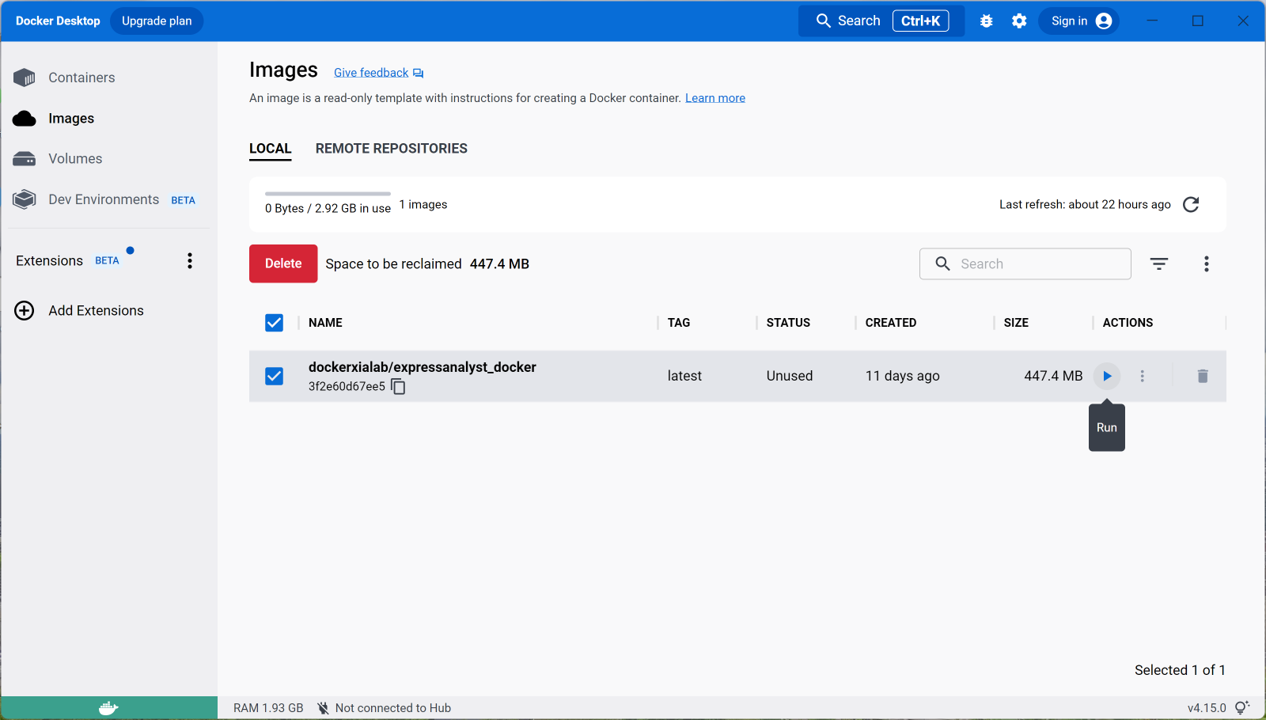 Docker Desktop Upgrade plan Search Ctrl+K Sign in
Containers
Images
Volumes
Dev Environments BETA
Extensions BETA
Add Extensions
Images Give feedback
An image is a read-only template with instructions for creating a Docker container. Learn more
LOCAL REMOTE REPOSITORIES
0 Bytes / 2.92 GB in use 1 images Last refresh: about 22 hours ago
Delete Space to be reclaimed 447.4 MB Search
NAME TAG STATUS CREATED SIZE ACTIONS
dockerxialab/expressanalyst_docker latest Unused 11 days ago 447.4 MB
3f2e60d67ee5
Run
Selected 1 of 1
RAM 1.93 GB Not connected to Hub v4.15.0